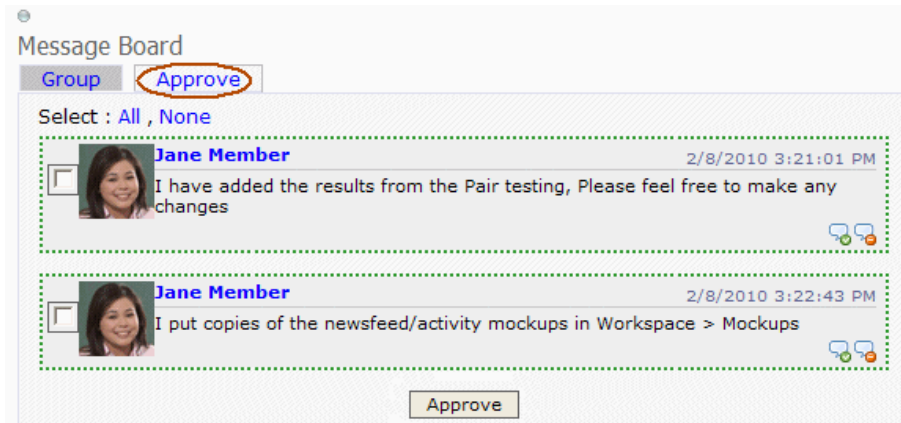 Message Board
Group Approve
Select : All , None
Jane Member 2/8/2010 3:21:01 PM
I have added the results from the Pair testing, Please feel free to make any
changes
Jane Member 2/8/2010 3:22:43 PM
I put copies of the newsfeed/activity mockups in Workspace > Mockups
Approve